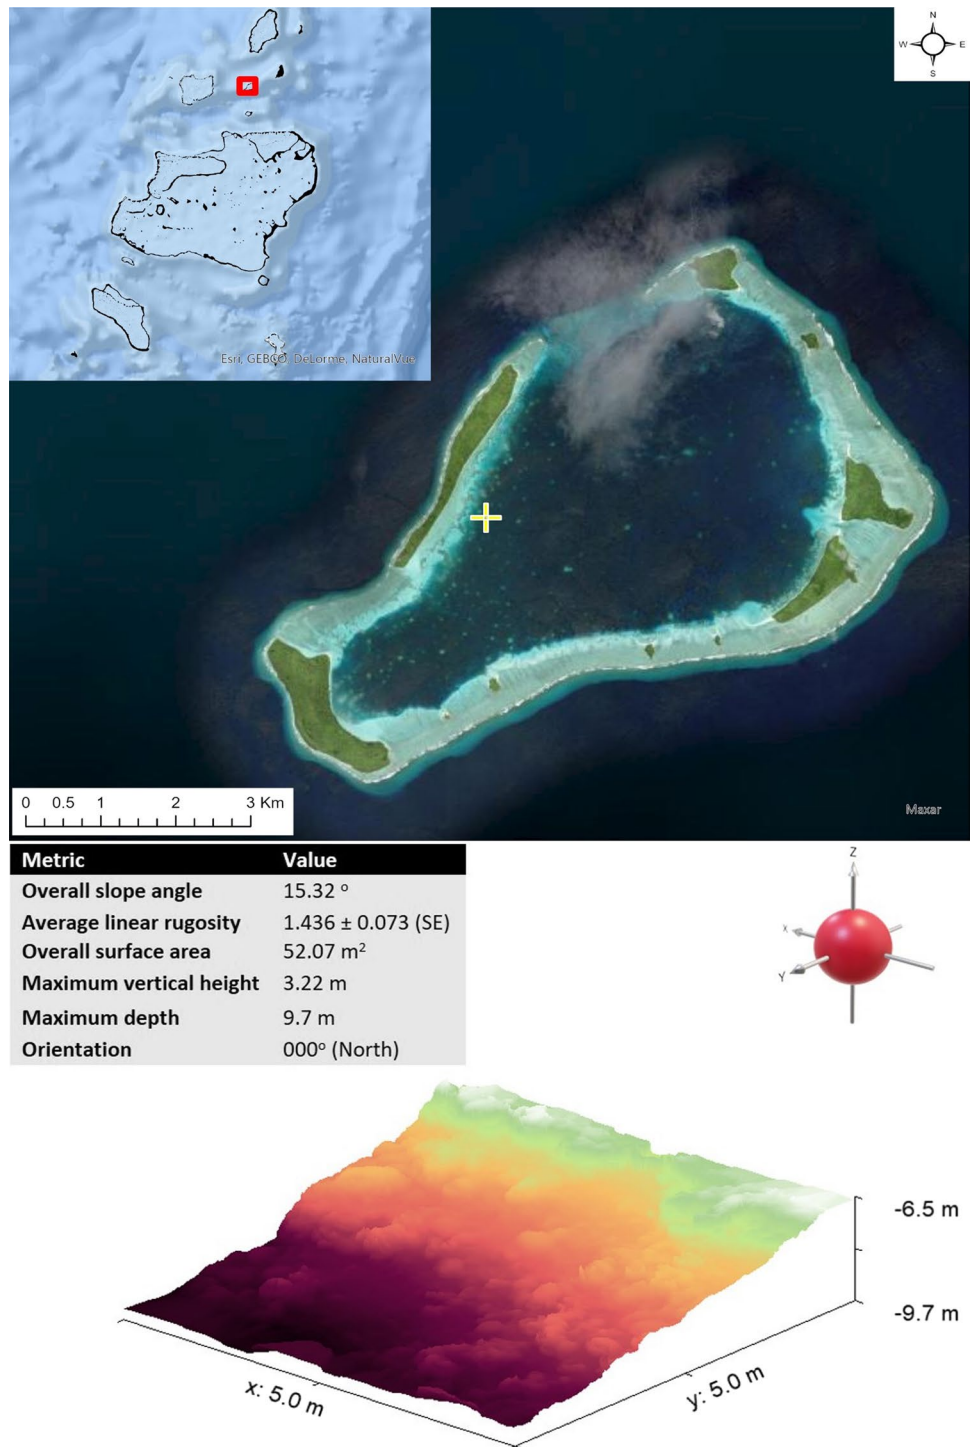 N
W E
S
Esri, GEBCO, DeLorme, NaturalVue
0 0.5 1 2 3 Km
Maxar
Metric Value
Overall slope angle 15.32 º
Average linear rugosity 1.436 ± 0.073 (SE)
Overall surface area 52.07 m²
Maximum vertical height 3.22 m
Maximum depth 9.7 m
Orientation 000º (North)
Z
X
Y
-6.5 m
-9.7 m
x: 5.0 m
y: 5.0 m